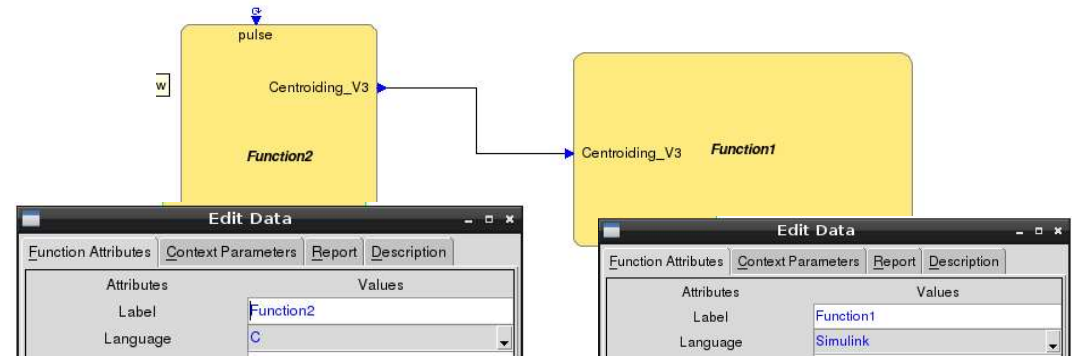 pulse
w
Centroiding_V3
Function2
Centroiding_V3
Function1
Edit Data
Function Attributes Context Parameters Report Description
Attributes Values
Label Function2
Language C
Edit Data
Function Attributes Context Parameters Report Description
Attributes Values
Label Function1
Language Simulink